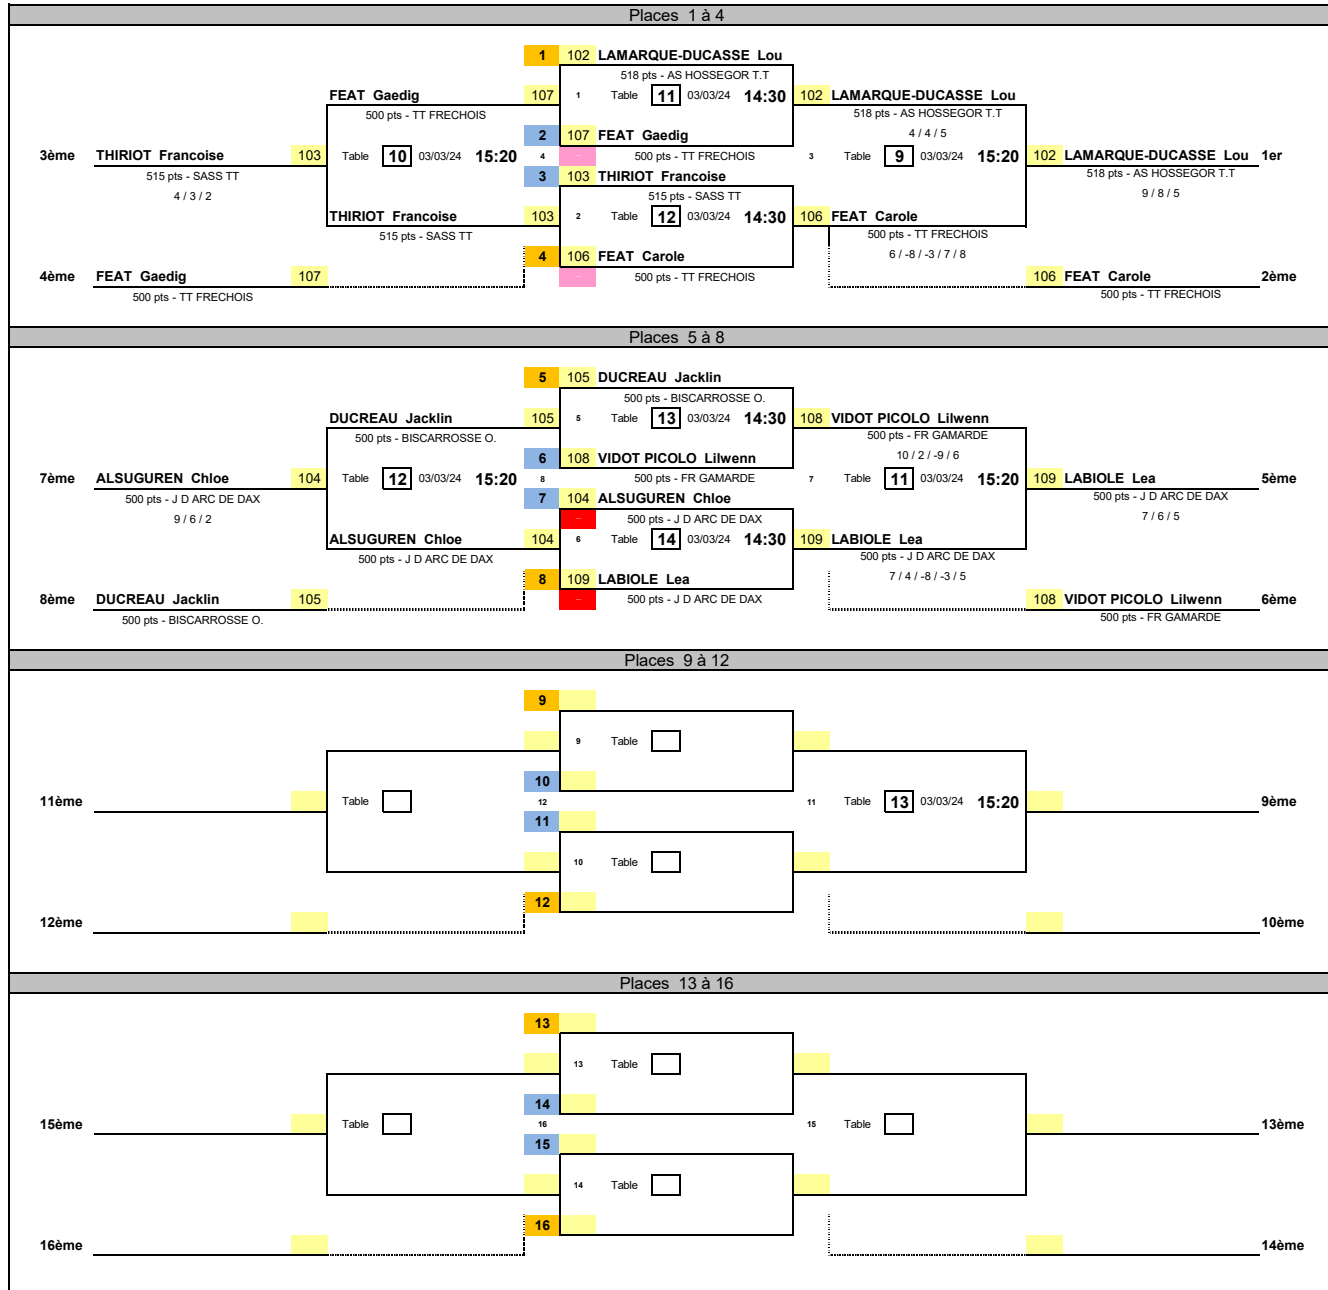 Places 1 à 4
1 102 LAMARQUE-DUCASSE Lou
518 pts - AS HOSSEGOR T.T
FEAT Gaedig 107 1 Table 11 03/03/24 14:30 102 LAMARQUE-DUCASSE Lou
500 pts - TT FRECHOIS 518 pts - AS HOSSEGOR T.T
2 107 FEAT Gaedig 4 / 4 / 5
3ème THIRIOT Francoise 103 Table 10 03/03/24 15:20 4 500 pts - TT FRECHOIS 3 Table 9 03/03/24 15:20 102 LAMARQUE-DUCASSE Lou 1er
515 pts - SASS TT 3 103 THIRIOT Francoise 518 pts - AS HOSSEGOR T.T
4 / 3 / 2 515 pts - SASS TT 9 / 8 / 5
THIRIOT Francoise 103 2 Table 12 03/03/24 14:30 106 FEAT Carole
515 pts - SASS TT 500 pts - TT FRECHOIS
4 106 FEAT Carole 6 / -8 / -3 / 7 / 8
4ème FEAT Gaedig 107 500 pts - TT FRECHOIS 106 FEAT Carole 2ème
500 pts - TT FRECHOIS 500 pts - TT FRECHOIS
Places 5 à 8
5 105 DUCREAU Jacklin
500 pts - BISCARROSSE O.
DUCREAU Jacklin 105 5 Table 13 03/03/24 14:30 108 VIDOT PICOLO Lilwenn
500 pts - BISCARROSSE O. 500 pts - FR GAMARDE
6 108 VIDOT PICOLO Lilwenn 10 / 2 / -9 / 6
7ème ALSUGUREN Chloe 104 Table 12 03/03/24 15:20 8 500 pts - FR GAMARDE 7 Table 11 03/03/24 15:20 109 LABIOLE Lea 5ème
500 pts - J D ARC DE DAX 7 104 ALSUGUREN Chloe 500 pts - J D ARC DE DAX
9 / 6 / 2 500 pts - J D ARC DE DAX 7 / 6 / 5
ALSUGUREN Chloe 104 6 Table 14 03/03/24 14:30 109 LABIOLE Lea
500 pts - J D ARC DE DAX 500 pts - J D ARC DE DAX
8 109 LABIOLE Lea 7 / 4 / -8 / -3 / 5
8ème DUCREAU Jacklin 105 500 pts - J D ARC DE DAX 108 VIDOT PICOLO Lilwenn 6ème
500 pts - BISCARROSSE O. 500 pts - FR GAMARDE
Places 9 à 12
9
9 Table
10
11ème Table 12 11 Table 13 03/03/24 15:20 9ème
11
10 Table
12
12ème 10ème
Places 13 à 16
13
13 Table
14
15ème Table 16 15 Table 13ème
15
14 Table
16
16ème 14ème